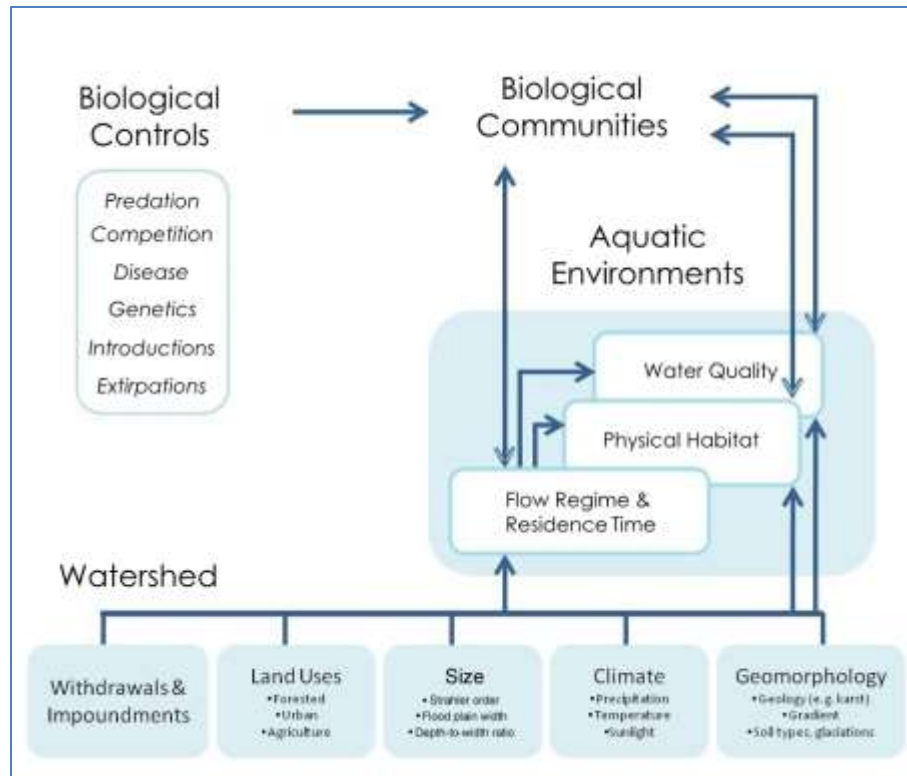 Biological
Controls
Predation
Competition
Disease
Genetics
Introductions
Extirpations
Biological
Communities
Aquatic
Environments
Water Quality
Physical Habitat
Flow Regime &
Residence Time
Watershed
Withdrawals &
Impoundments
Land Uses
•Forested
•Urban
•Agriculture
Size
•Strahler order
•Flood plain width
•Depth-to-width ratio
Climate
•Precipitation
•Temperature
•Sunlight
Geomorphology
•Geology (e.g. karst)
•Gradient
•Soil types, glaciations